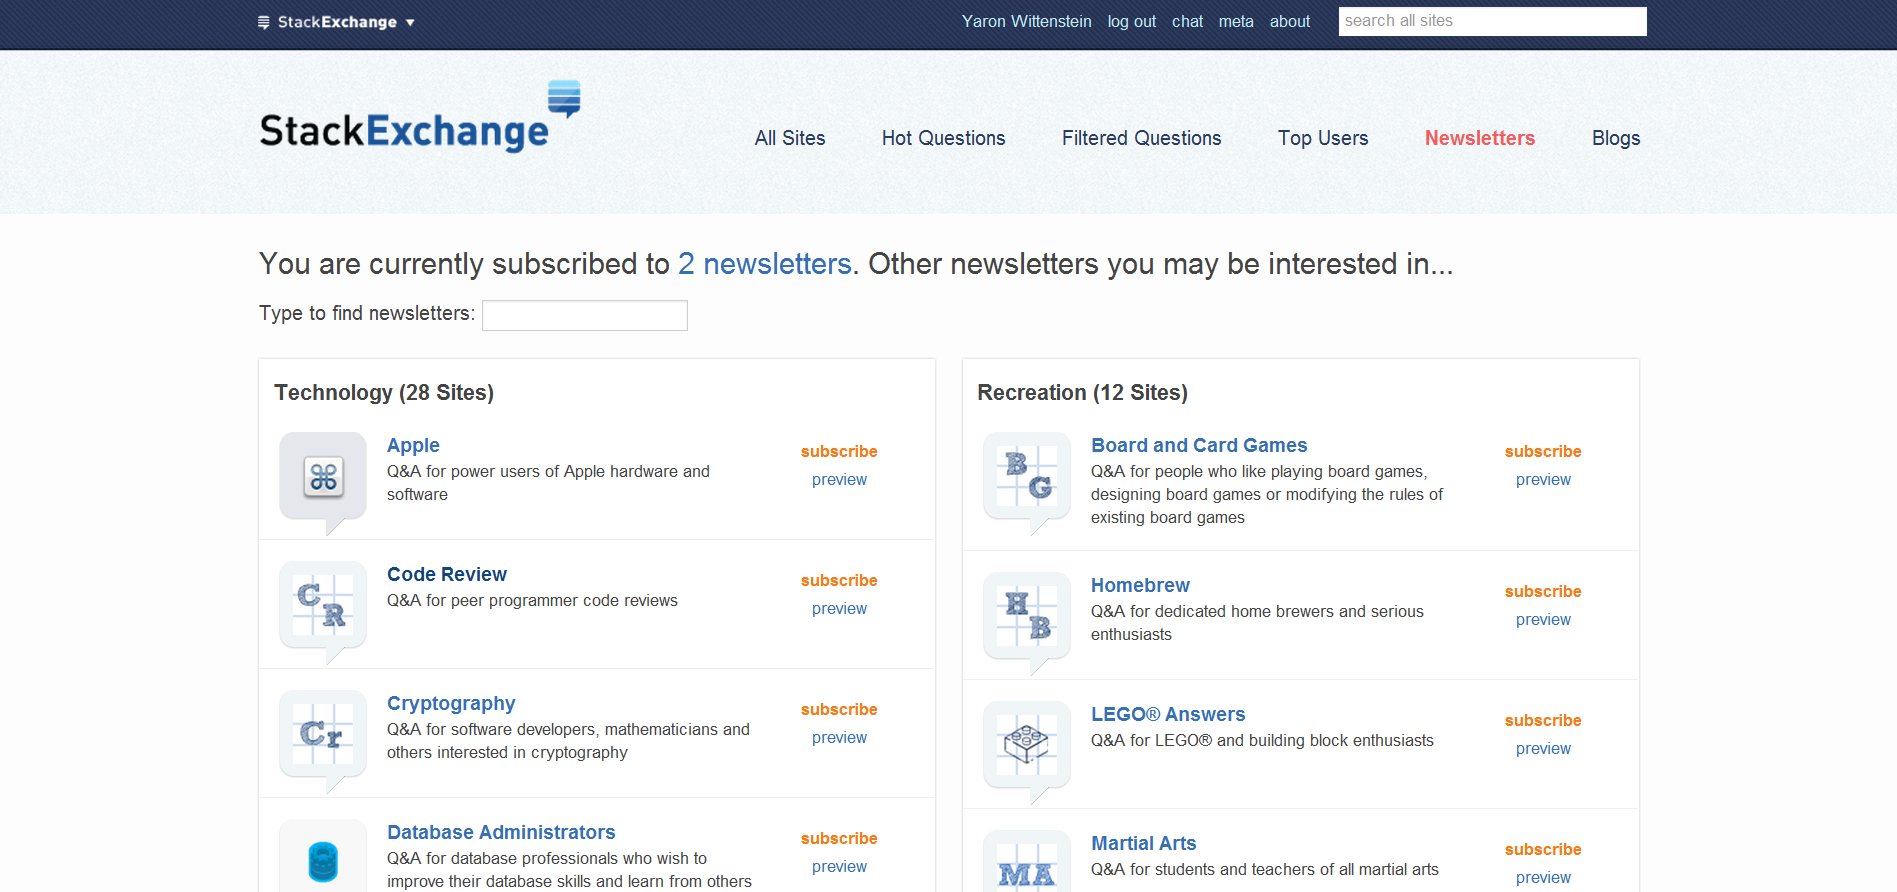 StackExchange ▼
Yaron Wittenstein log out chat meta about
search all sites
StackExchange
All Sites Hot Questions Filtered Questions Top Users Newsletters Blogs
You are currently subscribed to 2 newsletters. Other newsletters you may be interested in...
Type to find newsletters:
Technology (28 Sites)
Apple
Q&A for power users of Apple hardware and
software
subscribe
preview
CR
Code Review
Q&A for peer programmer code reviews
subscribe
preview
Cr
Cryptography
Q&A for software developers, mathematicians and
others interested in cryptography
subscribe
preview
Database Administrators
Q&A for database professionals who wish to
improve their database skills and learn from others
subscribe
preview
Recreation (12 Sites)
BG
Board and Card Games
Q&A for people who like playing board games,
designing board games or modifying the rules of
existing board games
subscribe
preview
HB
Homebrew
Q&A for dedicated home brewers and serious
enthusiasts
subscribe
preview
LEGO® Answers
Q&A for LEGO® and building block enthusiasts
subscribe
preview
MA
Martial Arts
Q&A for students and teachers of all martial arts
subscribe
preview